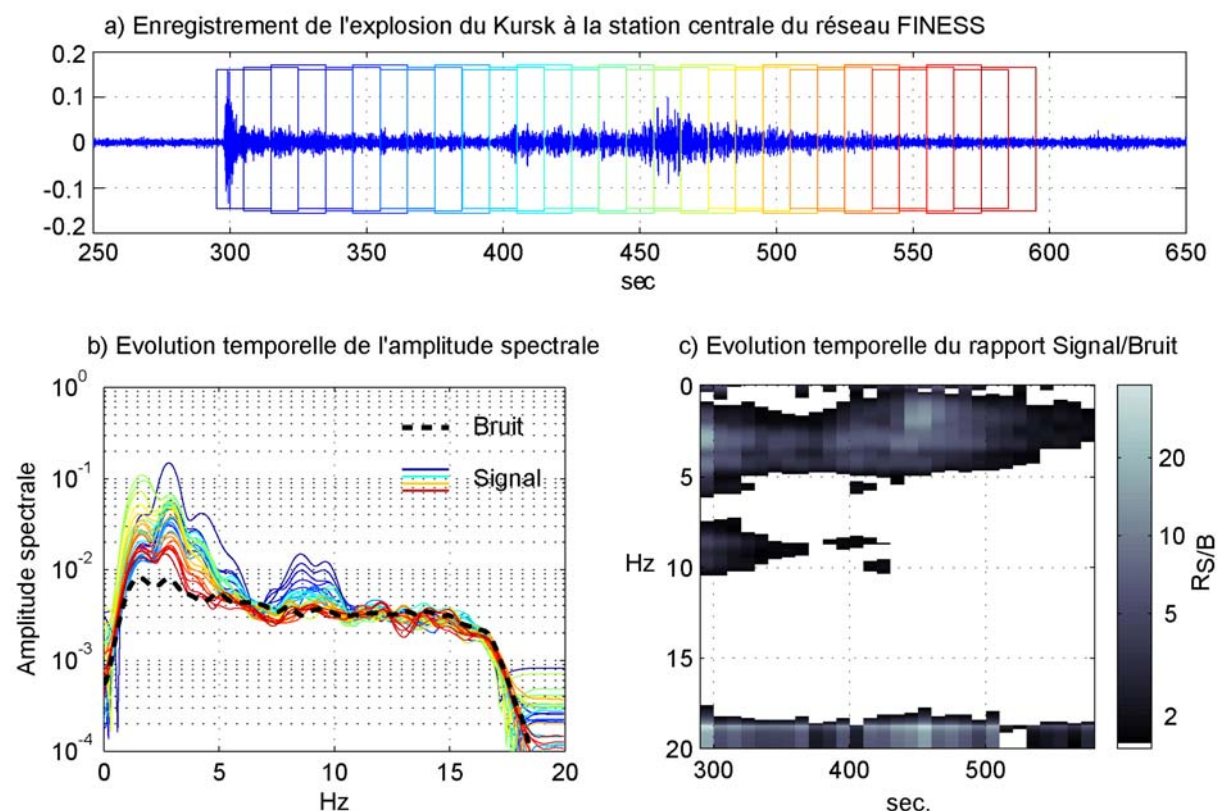 a) Enregistrement de l'explosion du Kursk à la station centrale du réseau FINESS
0.2
0.1
0
-0.1
-0.2
250 300 350 400 450 500 550 600 650
sec
b) Evolution temporelle de l'amplitude spectrale
10^0
10^-1
10^-2
10^-3
10^-4
Amplitude spectrale
Bruit
Signal
0 5 10 15 20
Hz
c) Evolution temporelle du rapport Signal/Bruit
0
5
Hz
10
15
20
300 400 500
sec.
20
10
5
2
RS/B